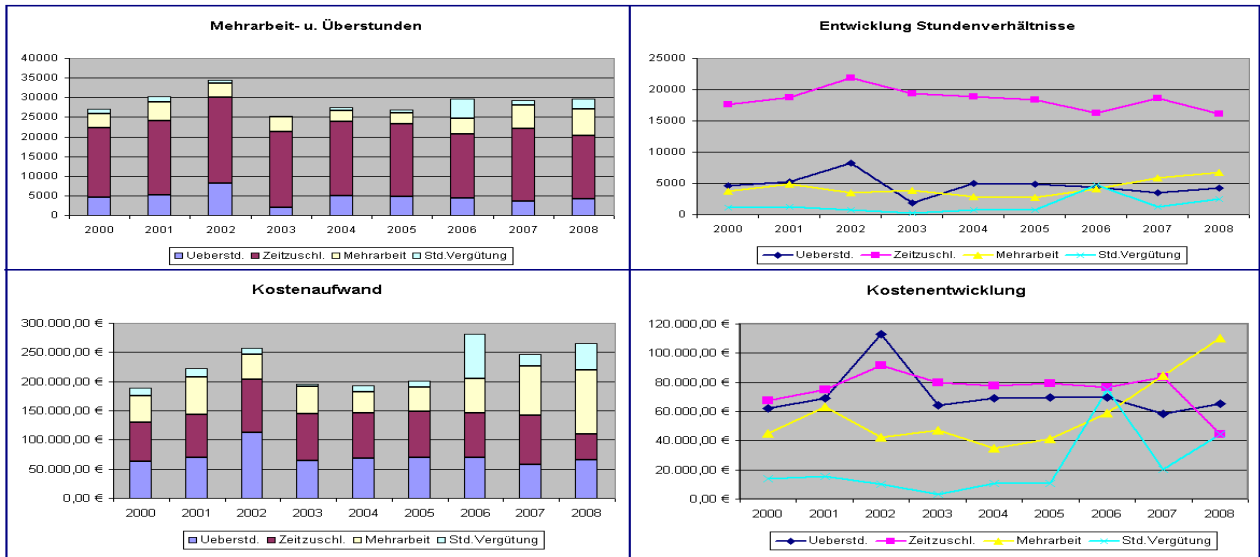 Mehrarbeit- u. Überstunden
40000
35000
30000
25000
20000
15000
10000
5000
0
2000 2001 2002 2003 2004 2005 2006 2007 2008
Ueberstd. Zeitzuschl. Mehrarbeit Std.Vergütung
Entwicklung Stundenverhältnisse
25000
20000
15000
10000
5000
0
2000 2001 2002 2003 2004 2005 2006 2007 2008
Ueberstd. Zeitzuschl. Mehrarbeit Std.Vergütung
Kostenaufwand
300.000,00 €
250.000,00 €
200.000,00 €
150.000,00 €
100.000,00 €
50.000,00 €
0,00 €
2000 2001 2002 2003 2004 2005 2006 2007 2008
Ueberstd. Zeitzuschl. Mehrarbeit Std.Vergütung
Kostenentwicklung
120.000,00 €
100.000,00 €
80.000,00 €
60.000,00 €
40.000,00 €
20.000,00 €
0,00 €
2000 2001 2002 2003 2004 2005 2006 2007 2008
Ueberstd. Zeitzuschl. Mehrarbeit Std.Vergütung